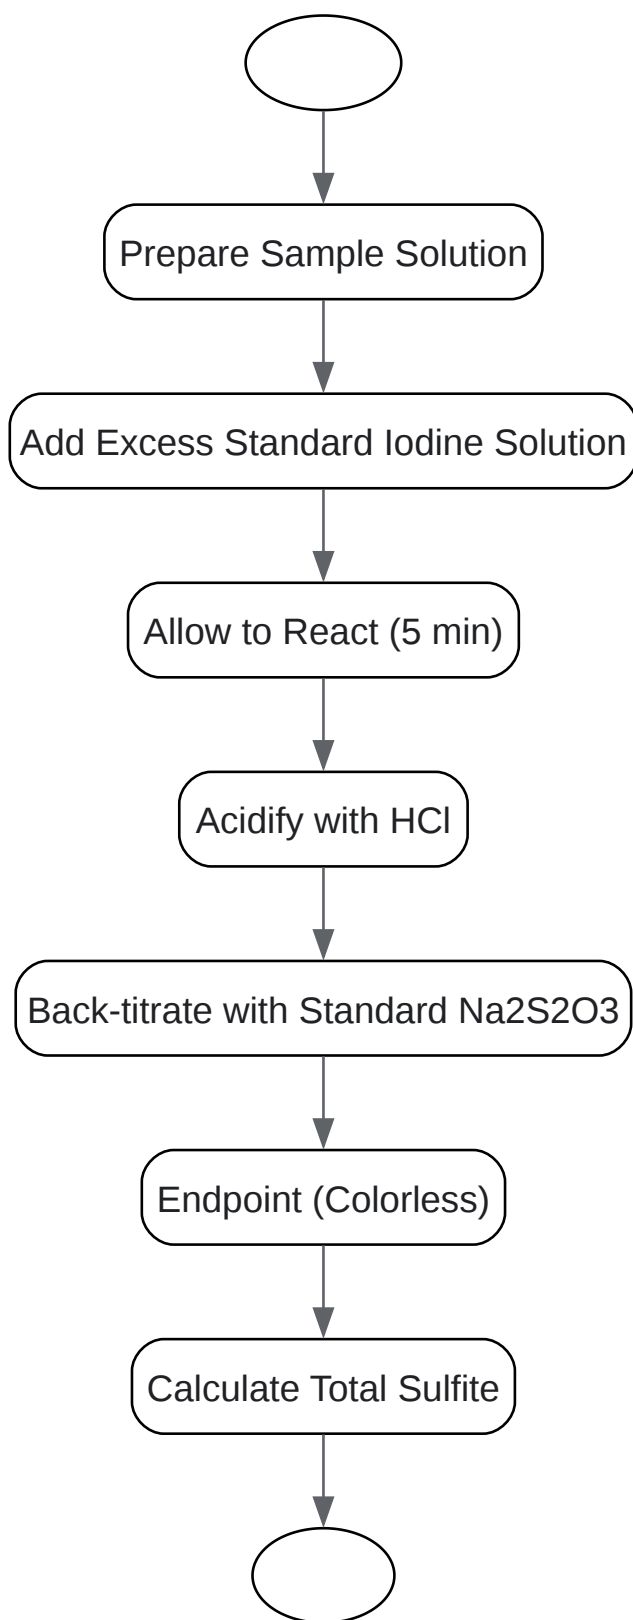 Prepare Sample Solution
Add Excess Standard Iodine Solution
Allow to React (5 min)
Acidify with HCl
Back-titrate with Standard Na2S2O3
Endpoint (Colorless)
Calculate Total Sulfite